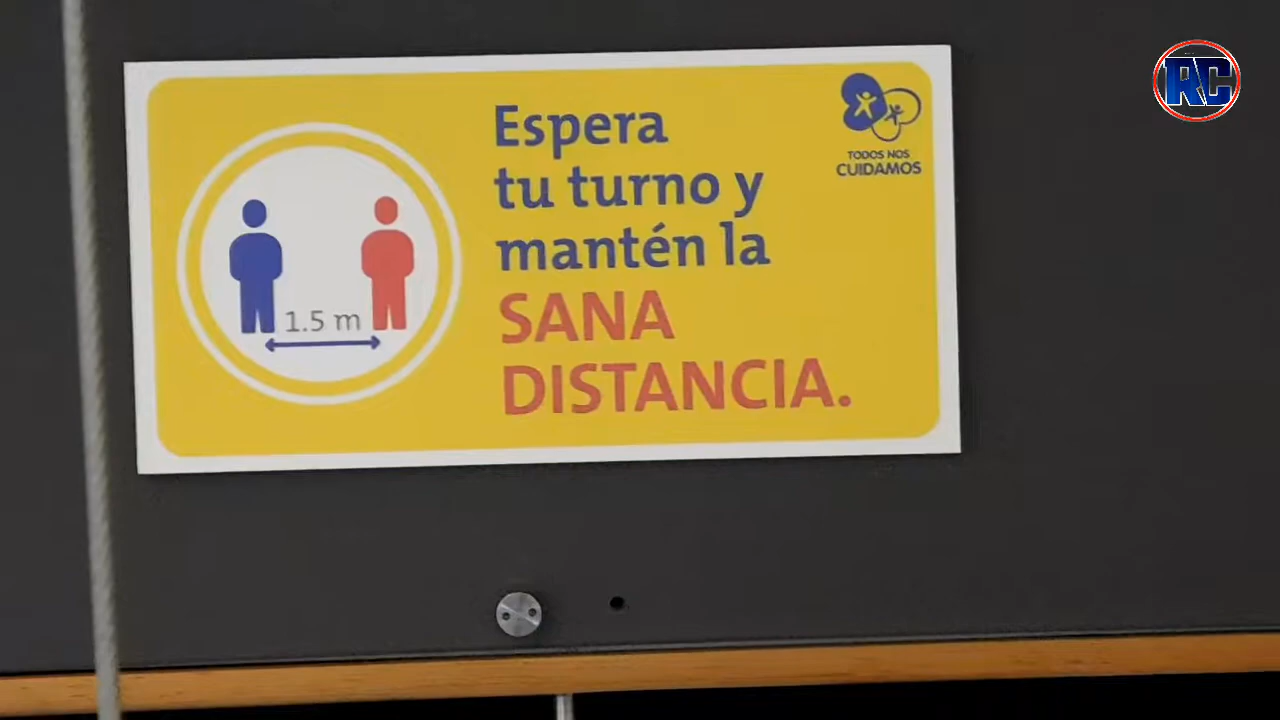 Espera
tu turno y
mantén la
SANA
DISTANCIA.
1.5 m
TODOS NOS
CUIDAMOS
RC